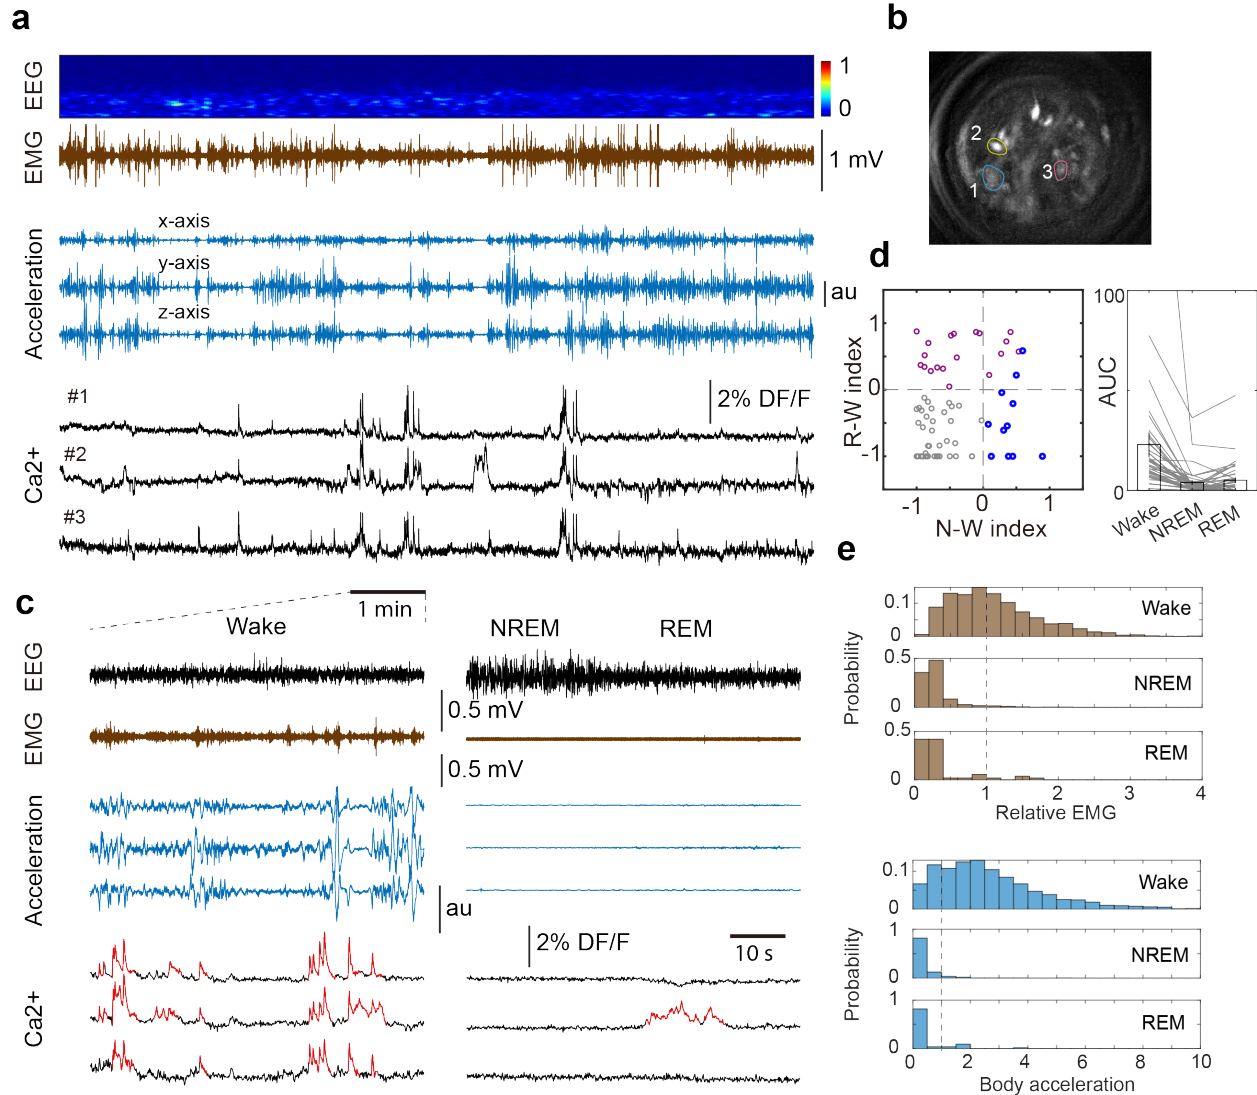 a
EEG
1
0
EMG
1 mV
Acceleration
x-axis
y-axis
z-axis
au
Ca2+
#1
#2
#3
2% DF/F
1 min
b
1
2
3
c
Wake
NREM
REM
EEG
0.5 mV
EMG
0.5 mV
Acceleration
au
Ca2+
2% DF/F
10 s
d
R-W index
1
0
-1
-1
0
1
N-W index
AUC
100
0
Wake
NREM
REM
e
Probability
0.1
0
Wake
0.5
0
NREM
0.5
0
REM
0
1
2
3
4
Relative EMG
Probability
0.1
0
Wake
1
0
NREM
1
0
REM
0
2
4
6
8
10
Body acceleration